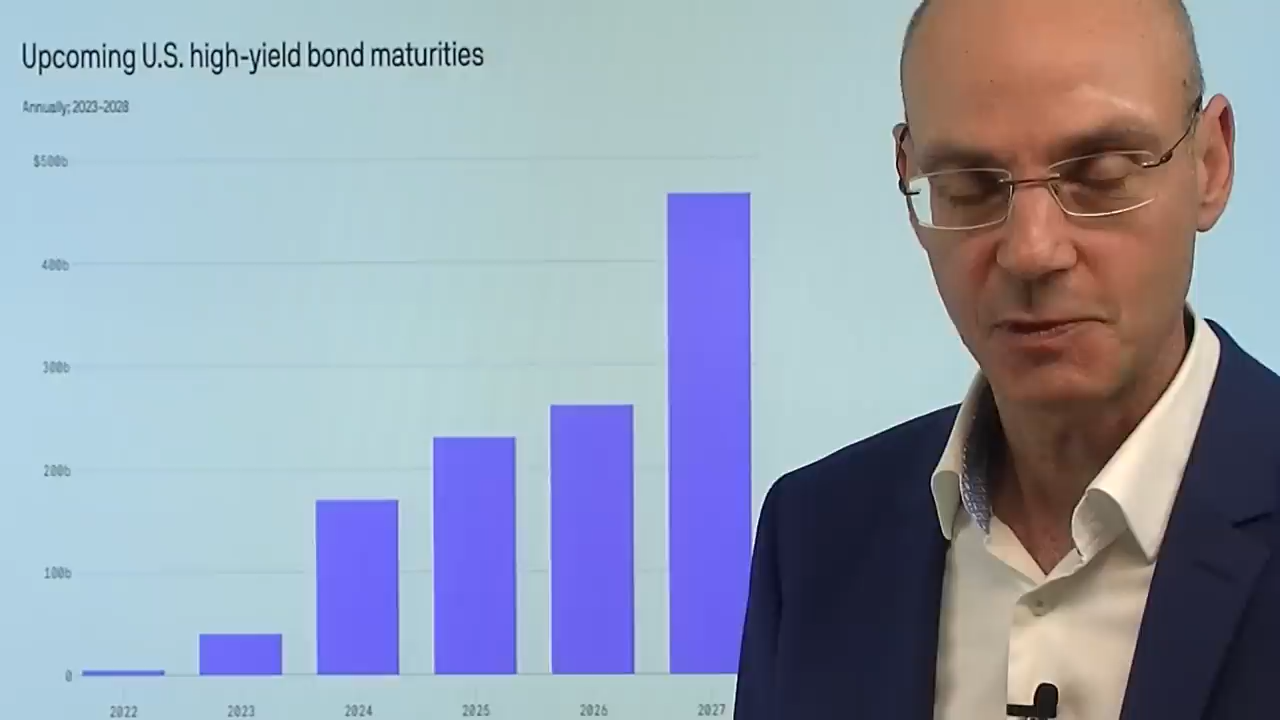 Upcoming U.S. high-yield bond maturities
Annually; 2023-2028
$500b
400b
300b
200b
100b
0
2022 2023 2024 2025 2026 2027